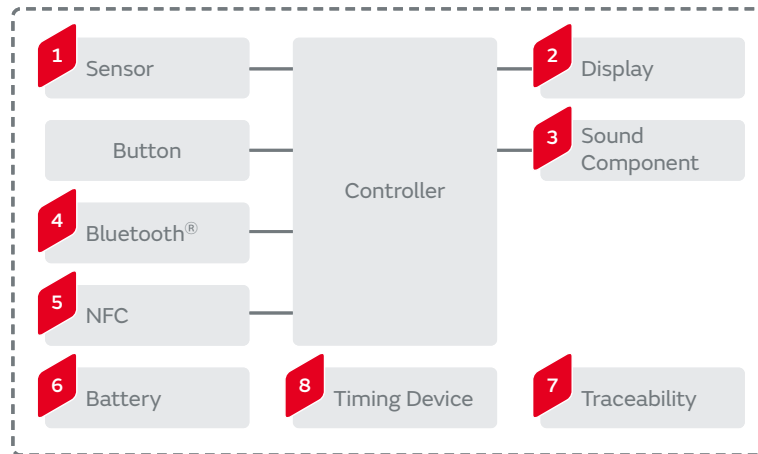 1
Sensor
2
Display
Button
3
Sound
Component
Controller
4
Bluetooth®
5
NFC
6
Battery
8
Timing Device
7
Traceability